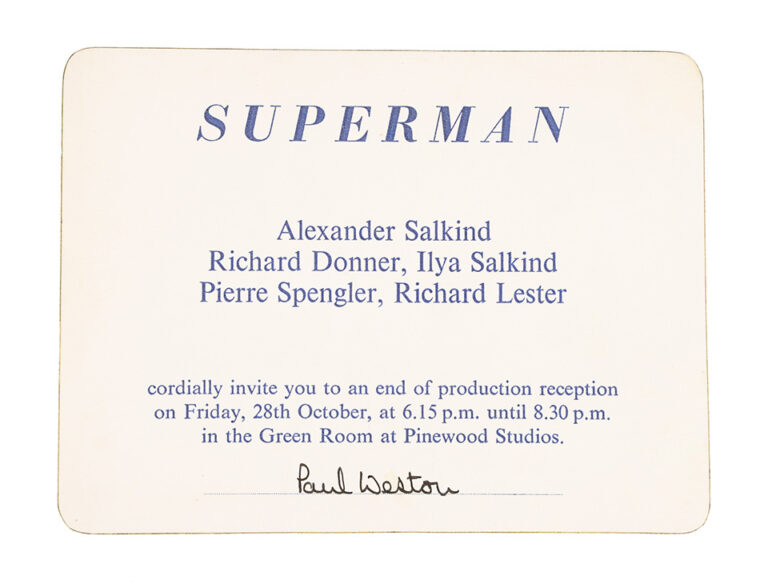 SUPERMAN
Alexander Salkind
Richard Donner, Ilya Salkind
Pierre Spengler, Richard Lester
cordially invite you to an end of production reception
on Friday, 28th October, at 6.15 p.m. until 8.30 p.m.
in the Green Room at Pinewood Studios.
Paul Weston